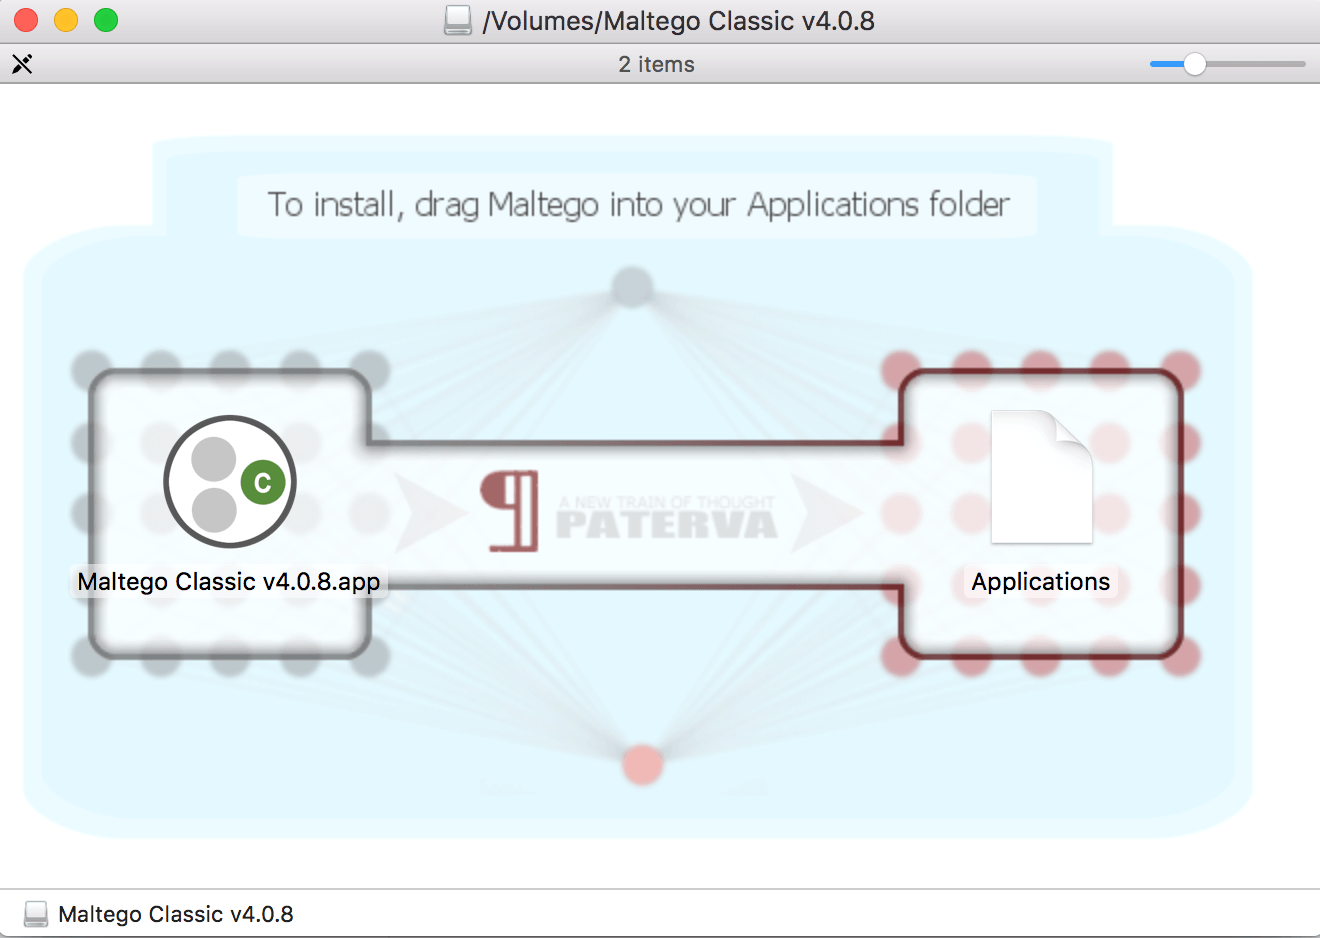 /Volumes/Maltego Classic v4.0.8
2 items
To install, drag Maltego into your Applications folder
C
A NEW TRAIN OF THOUGHT
PATERVA
Maltego Classic v4.0.8.app
Applications
Maltego Classic v4.0.8